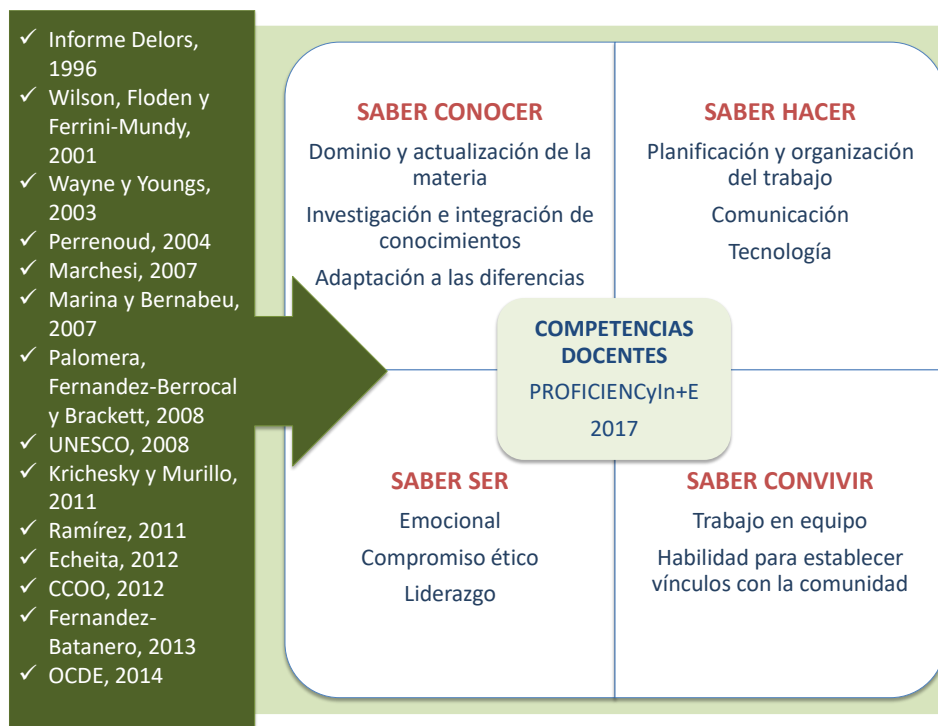 ✓ Informe Delors,
1996
✓ Wilson, Floden y
Ferrini-Mundy,
2001
✓ Wayne y Youngs,
2003
✓ Perrenoud, 2004
✓ Marchesi, 2007
✓ Marina y Bernabeu,
2007
✓ Palomera,
Fernandez-Berrocal
y Brackett, 2008
✓ UNESCO, 2008
✓ Krichesky y Murillo,
2011
✓ Ramírez, 2011
✓ Echeita, 2012
✓ CCOO, 2012
✓ Fernandez-
Batanero, 2013
✓ OCDE, 2014
SABER CONOCER
Dominio y actualización de la
materia
Investigación e integración de
conocimientos
Adaptación a las diferencias
SABER HACER
Planificación y organización
del trabajo
Comunicación
Tecnología
COMPETENCIAS
DOCENTES
PROFICIENCyIn+E
2017
SABER SER
Emocional
Compromiso ético
Liderazgo
SABER CONVIVIR
Trabajo en equipo
Habilidad para establecer
vínculos con la comunidad